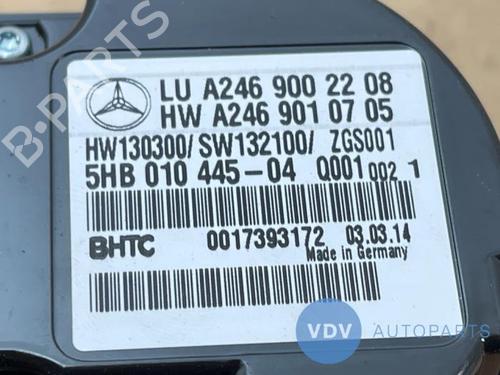 LU A246 900 22 08
HW A246 901 07 05
HW130300/ SW132100/ ZGS001
5HB 010 445-04 Q001 002 1
BHTC 0017393172 03.03.14
Made in Germany
B-PARTS
VDV AUTOPARTS